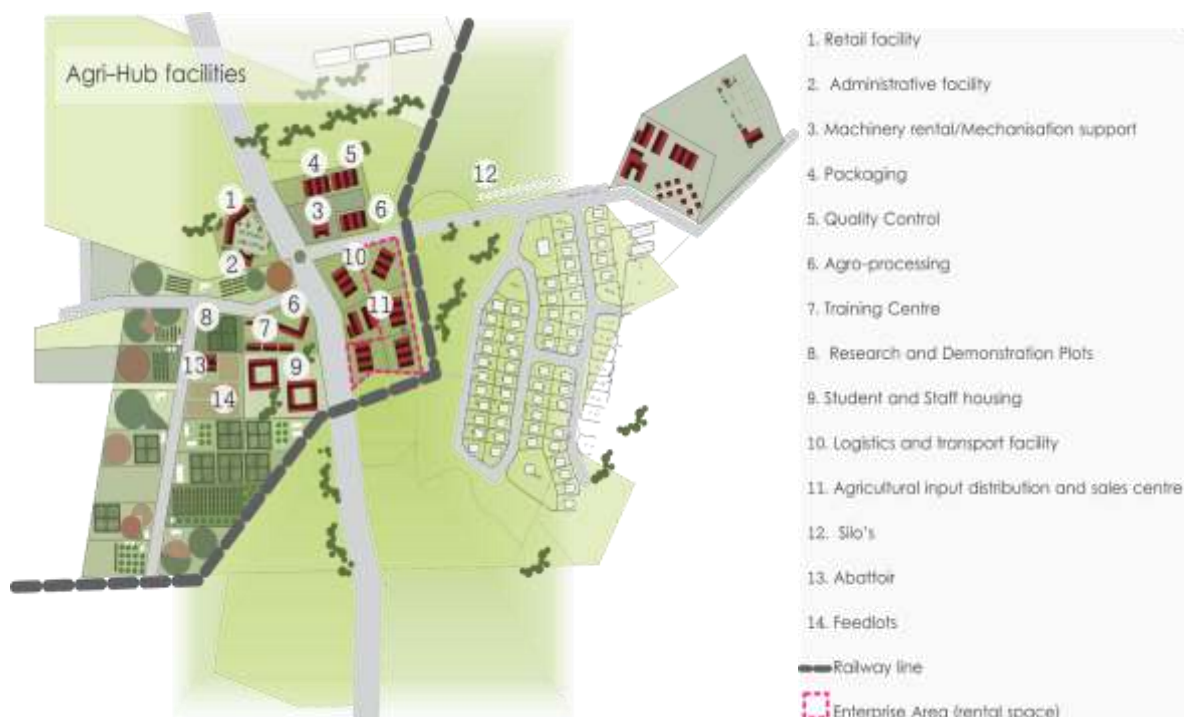 Agri-Hub facilities
1. Retail facility
2. Administrative facility
3. Machinery rental/Mechanisation support
4. Packaging
5. Quality Control
6. Agro-processing
7. Training Centre
8. Research and Demonstration Plots
9. Student and Staff housing
10. Logistics and transport facility
11. Agricultural input distribution and sales centre
12. Silo's
13. Abattoir
14. Feedlots
Railway line
Enterprise Area (rental space)
5
4
12
1
3
6
2
10
6
11
8
7
13
9
14